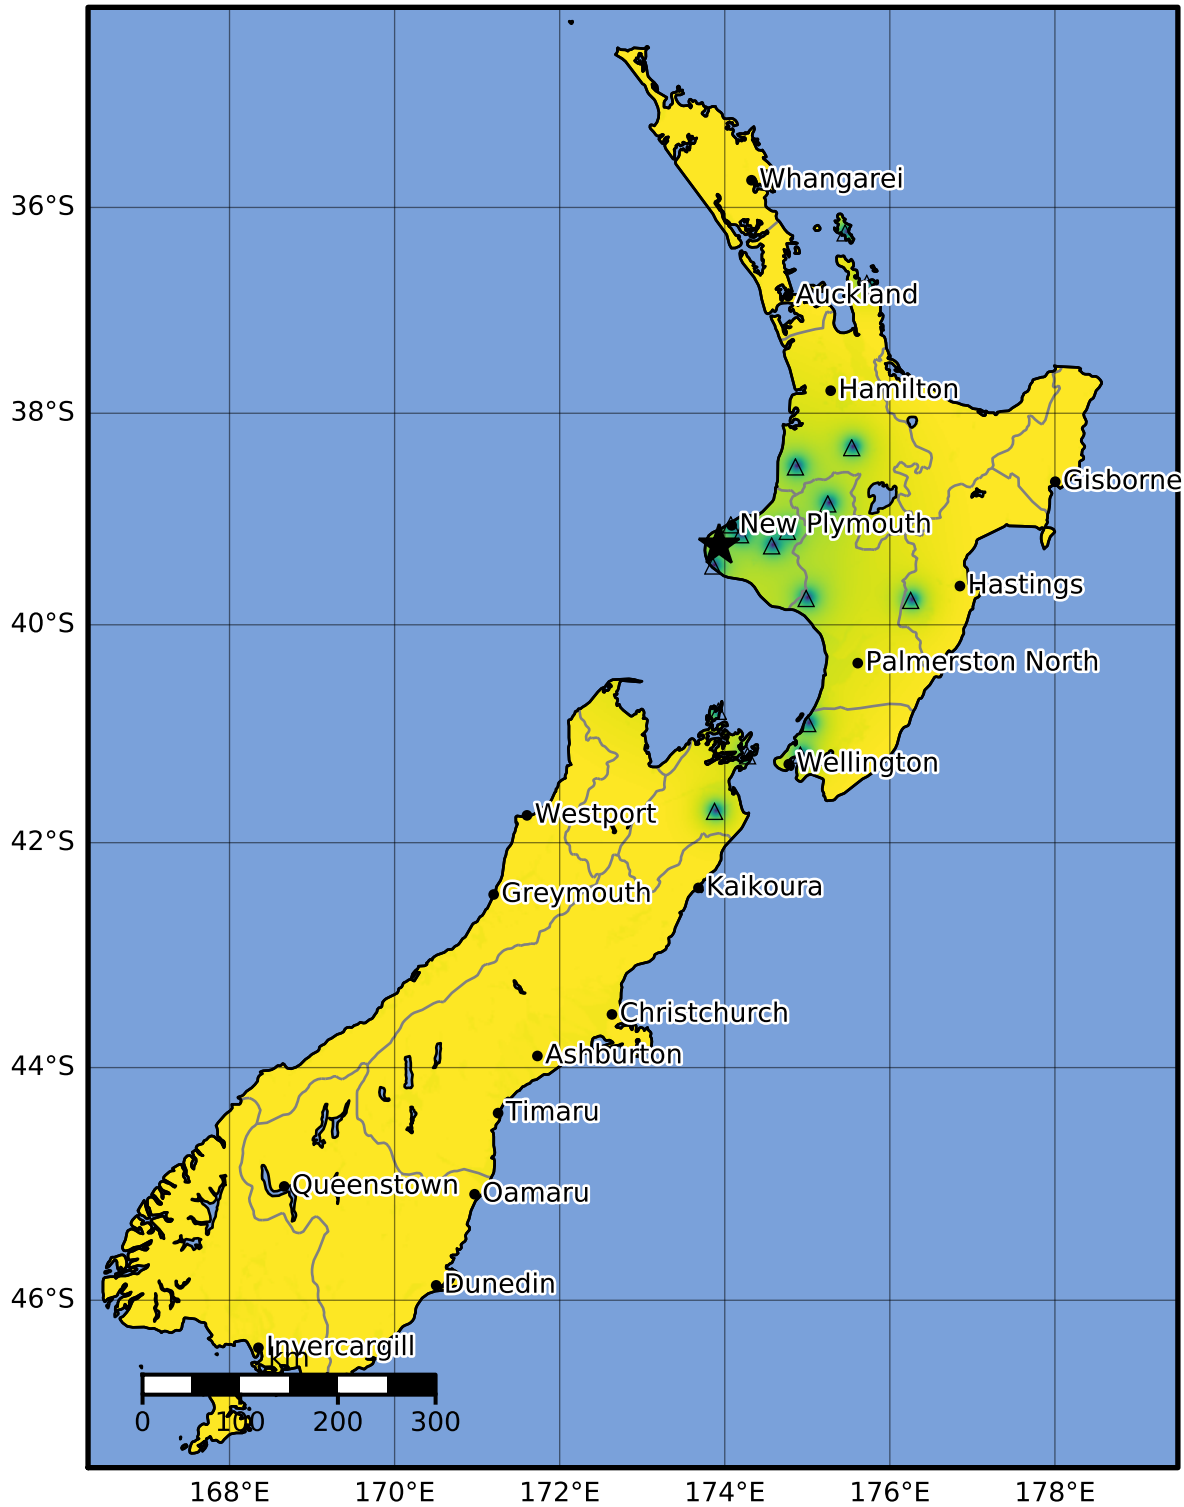 Whangarei
36°S
Auckland
Hamilton
38°S
Gisborne
New Plymouth
Hastings
40°S
Palmerston North
Wellington
Westport
42°S
Kaikoura
Greymouth
Christchurch
Ashburton
44°S
Timaru
Queenstown
Oamaru
Dunedin
46°S
Invercargill
km
0 100 200 300
168°E 170°E 172°E 174°E 176°E 178°E